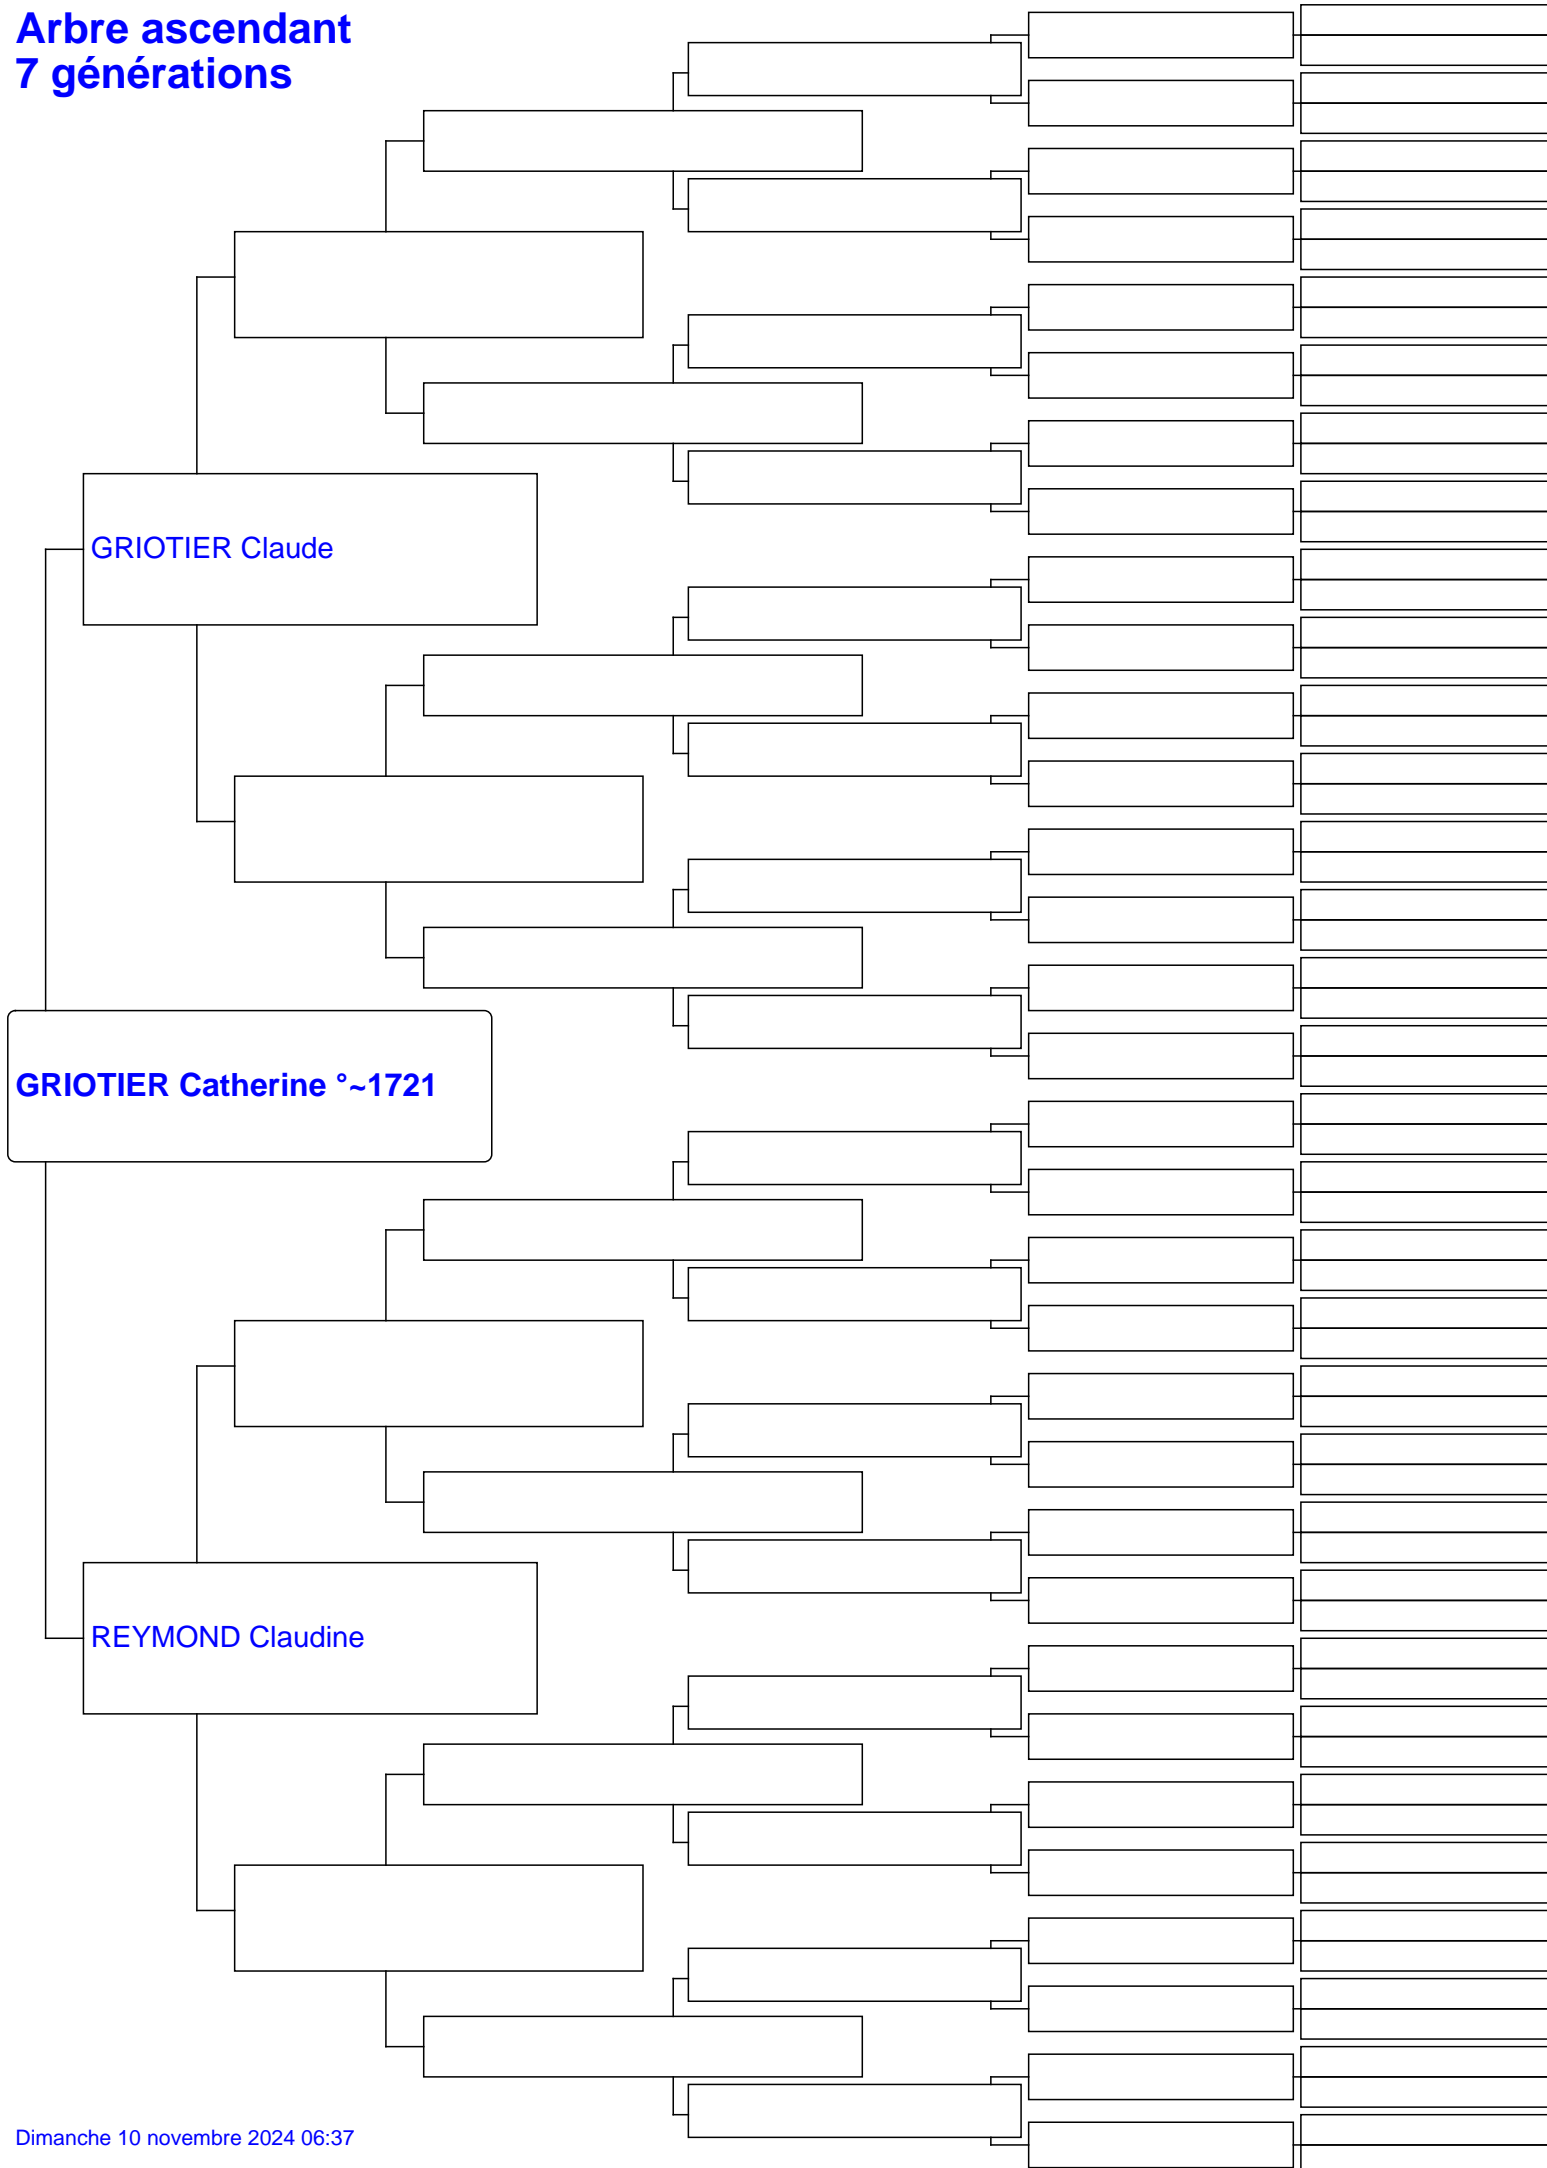 Arbre ascendant
7 générations
GRIOTIER Claude
GRIOTIER Catherine °~1721
REYMOND Claudine
Dimanche 10 novembre 2024 06:37